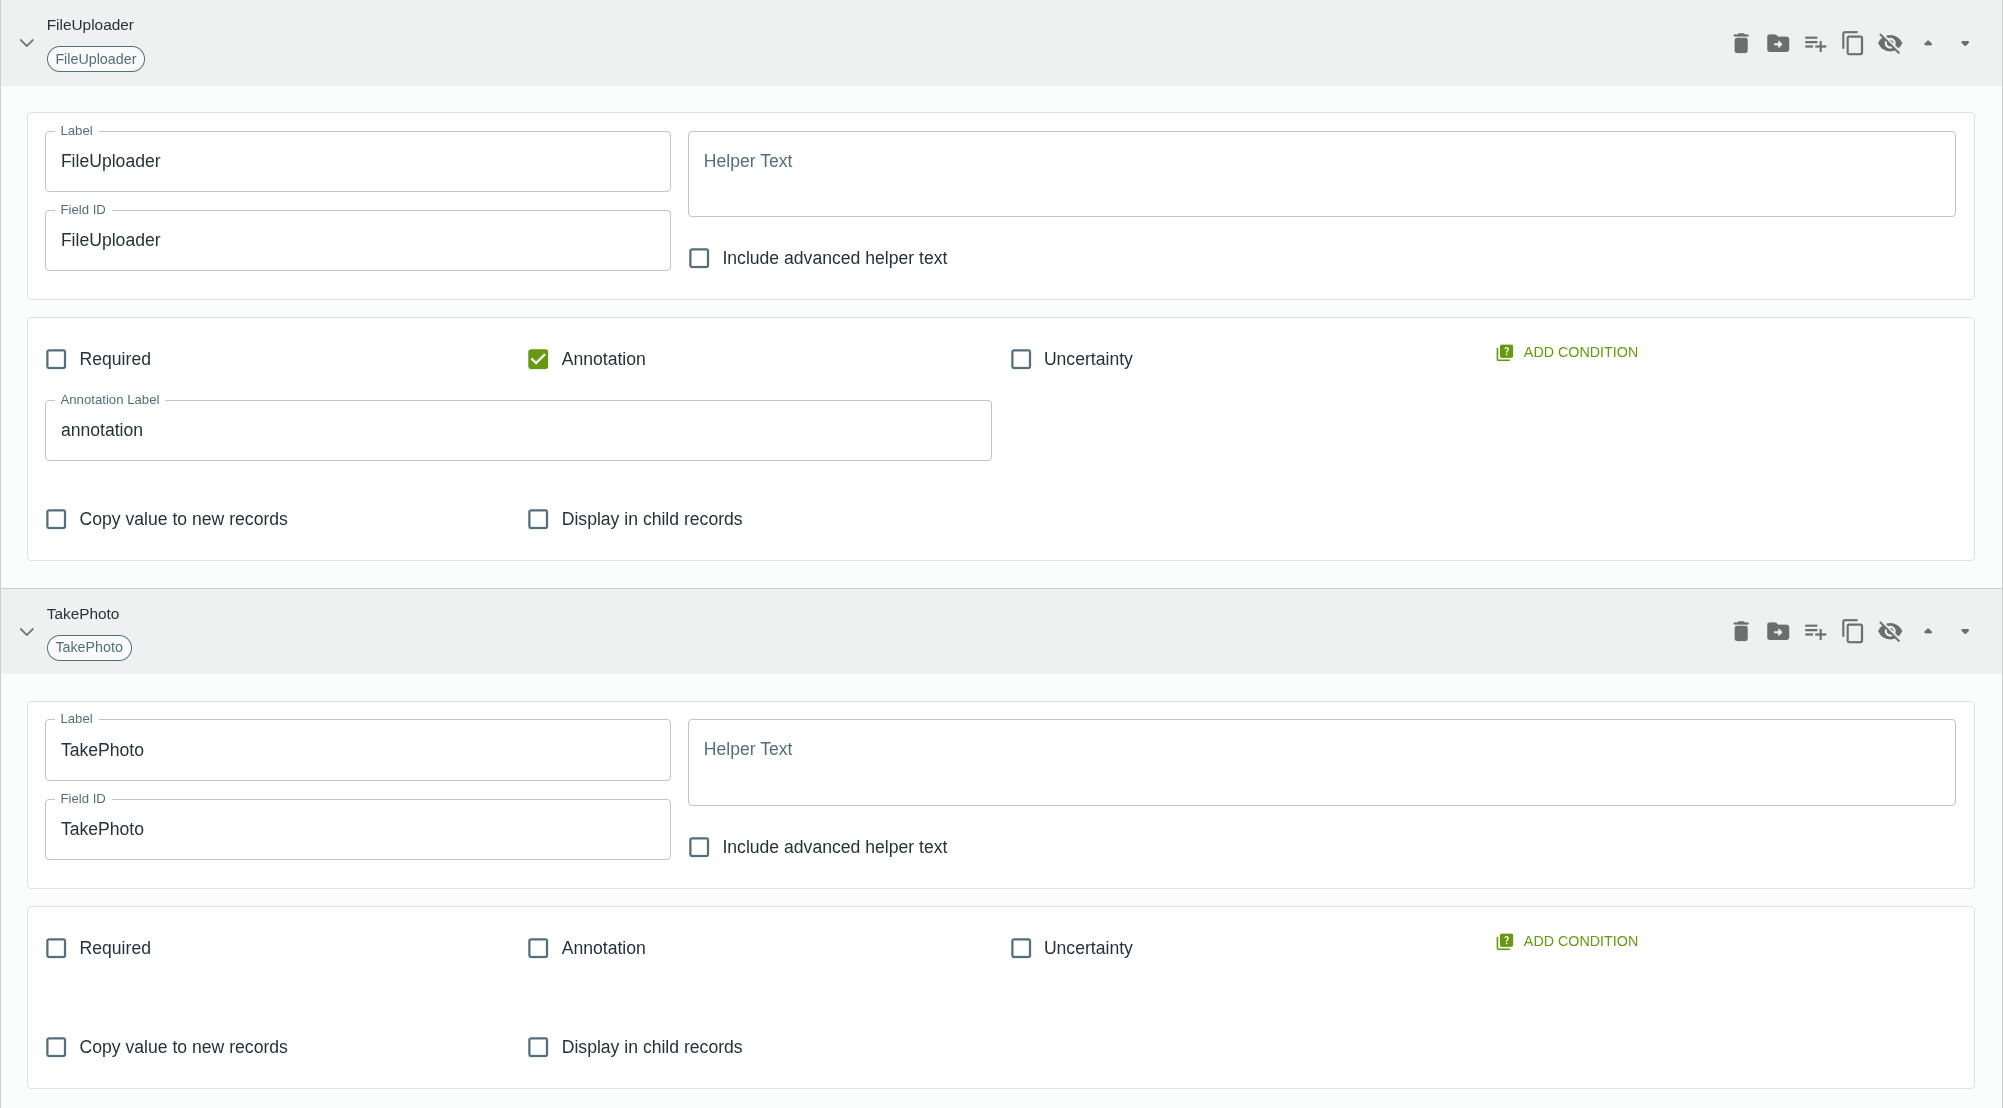 FileUploader
FileUploader
Label
FileUploader
Helper Text
Field ID
FileUploader
Include advanced helper text
Required
Annotation
Uncertainty
ADD CONDITION
Annotation Label
annotation
Copy value to new records
Display in child records
TakePhoto
TakePhoto
Label
TakePhoto
Helper Text
Field ID
TakePhoto
Include advanced helper text
Required
Annotation
Uncertainty
ADD CONDITION
Copy value to new records
Display in child records